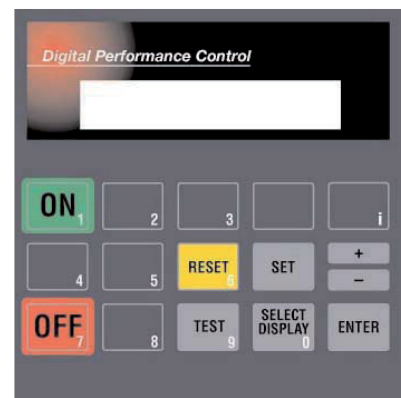 Digital Performance Control
ON 1
2
3
i
4
5
RESET 6
SET
+
–
OFF 7
8
TEST 9
SELECT
DISPLAY
0
ENTER